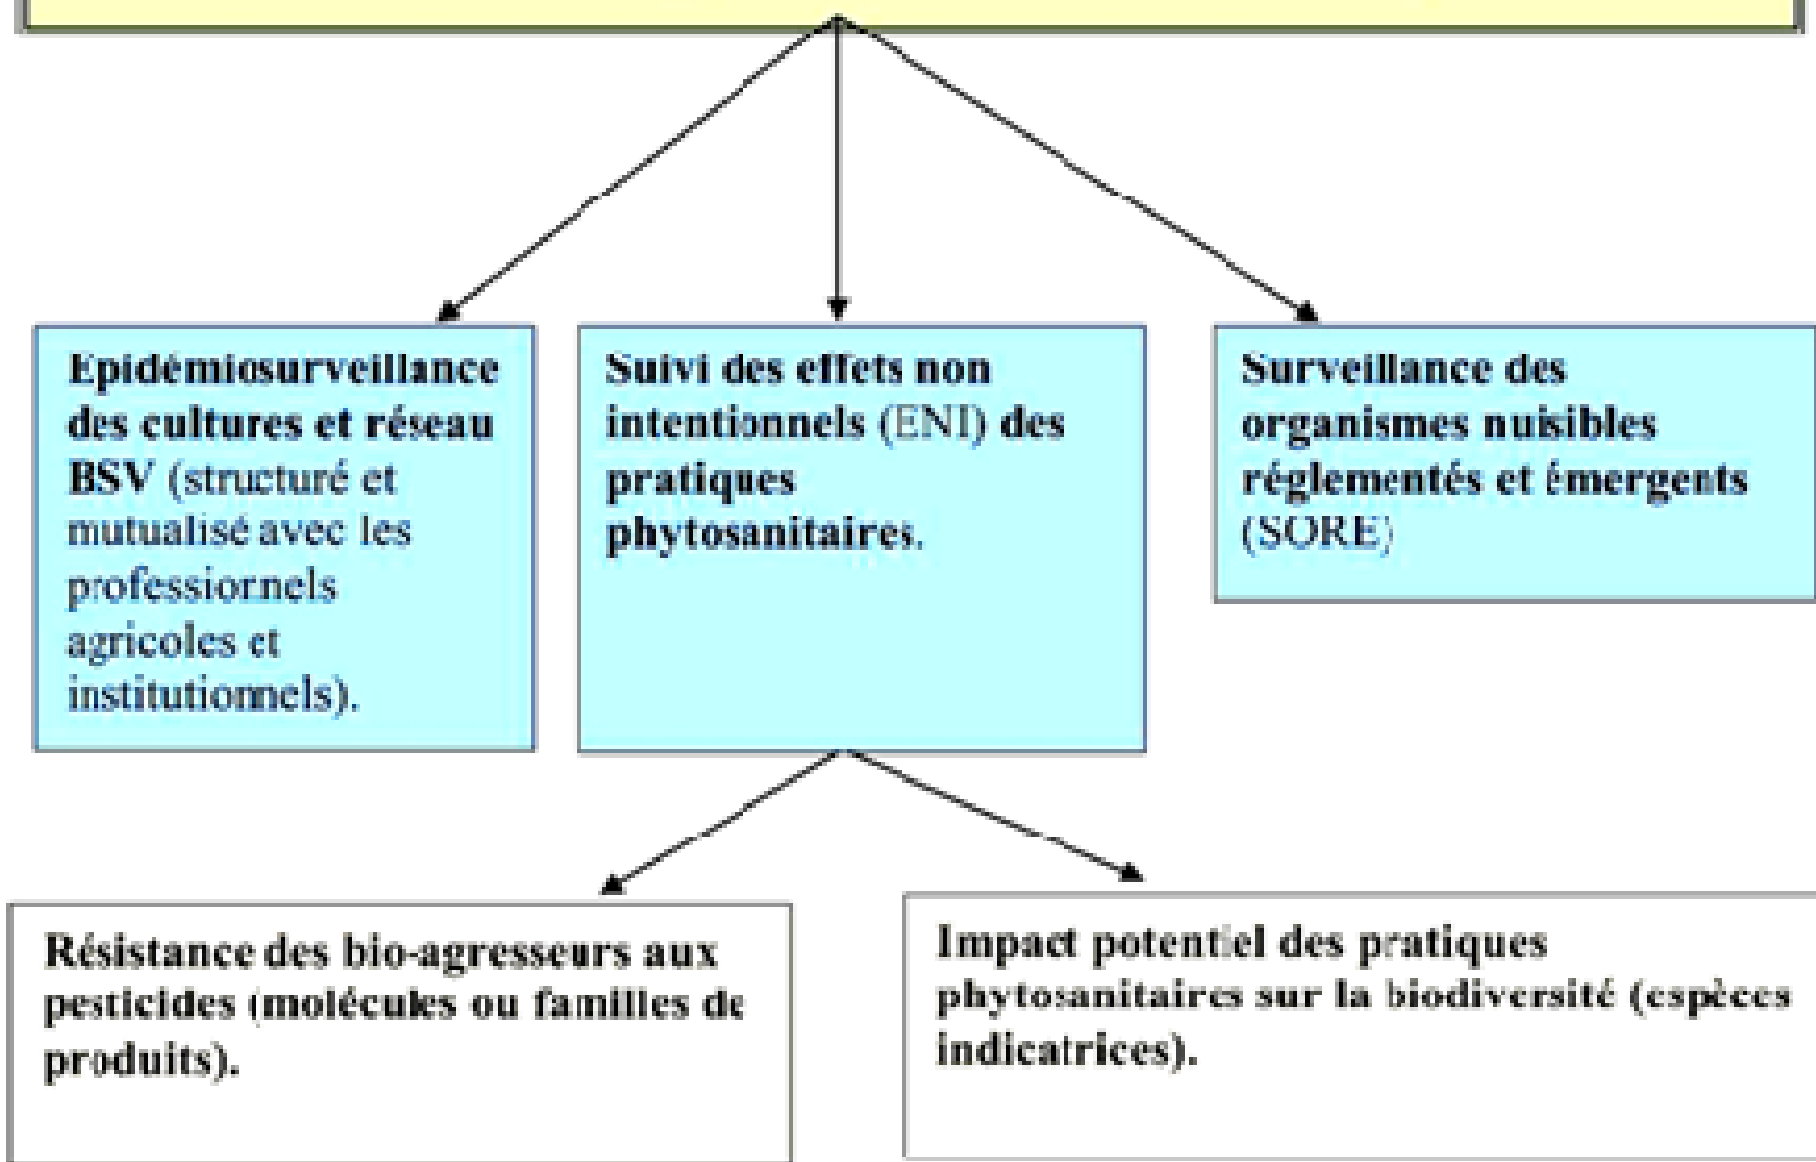 Epidémiosurveillance
des cultures et réseau
BSV (structuré et
mutualisé avec les
professionnels
agricoles et
institutionnels).
Suivi des effets non
intentionnels (ENI) des
pratiques
phytosanitaires.
Surveillance des
organismes nuisibles
réglementés et émergents
(SORE)
Résistance des bio-agresseurs aux
pesticides (molécules ou familles de
produits).
Impact potentiel des pratiques
phytosanitaires sur la biodiversité (espèces
indicatrices).